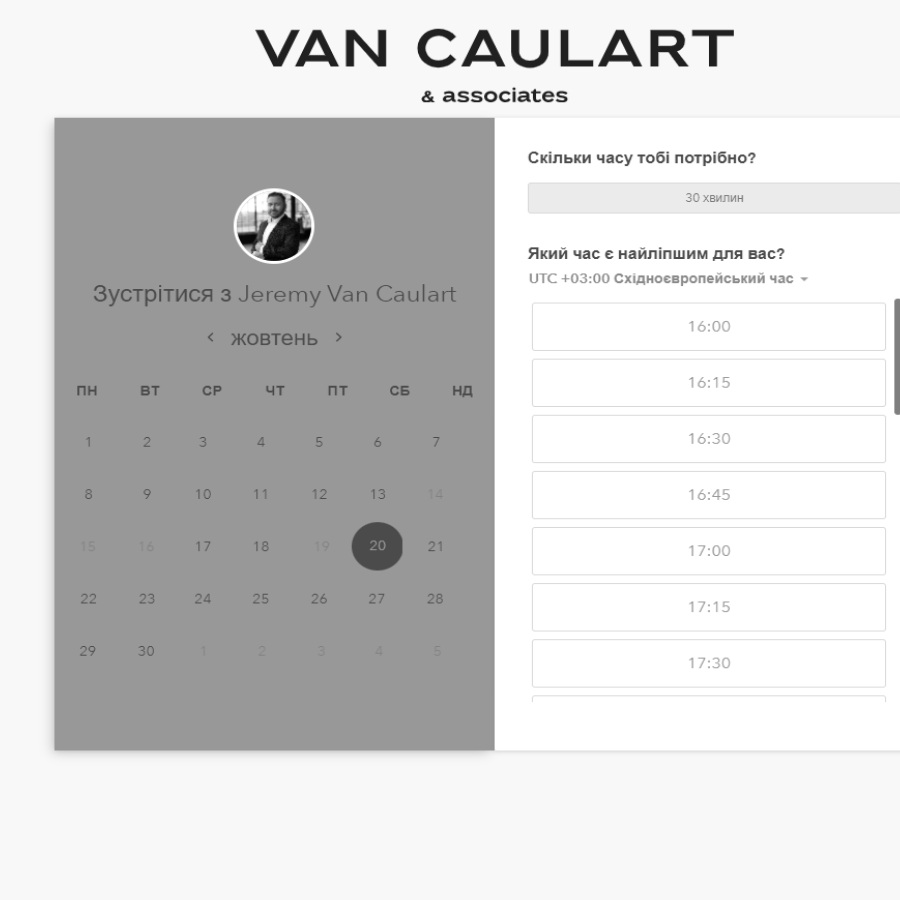 VAN CAULART
& associates
Зустрітися з Jeremy Van Caulart
жовтень
ПН ВТ СР ЧТ ПТ СБ НД
1 2 3 4 5 6 7
8 9 10 11 12 13 14
15 16 17 18 19 20 21
22 23 24 25 26 27 28
29 30 1 2 3 4 5
Скільки часу тобі потрібно?
30 хвилин
Який час є найліпшим для вас?
UTC +03:00 Східноєвропейський час
16:00
16:15
16:30
16:45
17:00
17:15
17:30